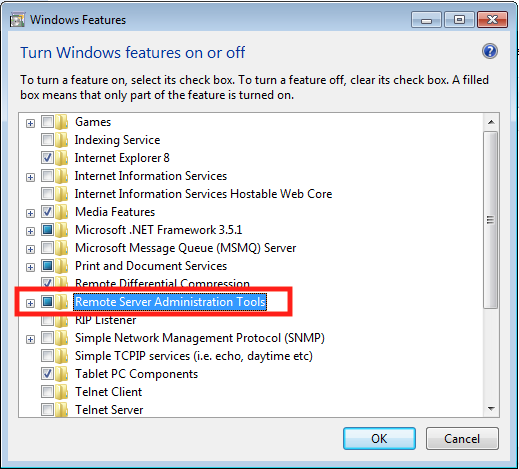 Windows Features
Turn Windows features on or off
To turn a feature on, select its check box. To turn a feature off, clear its check box. A filled
box means that only part of the feature is turned on.
Games
Indexing Service
Internet Explorer 8
Internet Information Services
Internet Information Services Hostable Web Core
Media Features
Microsoft .NET Framework 3.5.1
Microsoft Message Queue (MSMQ) Server
Print and Document Services
Remote Differential Compression
Remote Server Administration Tools
RIP Listener
Simple Network Management Protocol (SNMP)
Simple TCPIP services (i.e. echo, daytime etc)
Tablet PC Components
Telnet Client
Telnet Server
OK Cancel